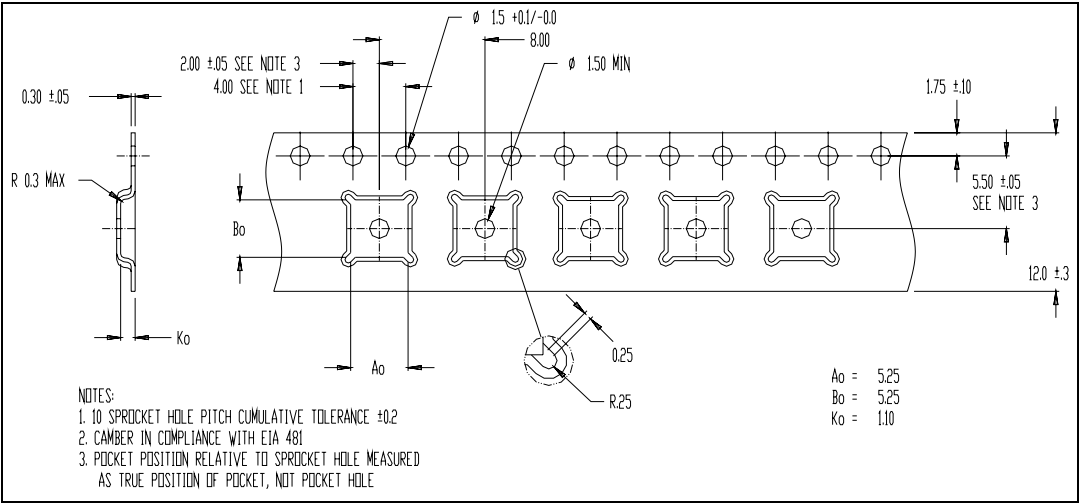 ø 1.5 +0.1/-0.0
8.00
2.00 ±.05 SEE NOTE 3
ø 1.50 MIN
4.00 SEE NOTE 1
0.30 ±.05
1.75 ±.10
R 0.3 MAX
5.50 ±.05
SEE NOTE 3
Bo
12.0 ±.3
Ko
0.25
Ao
R.25
Ao = 5.25
Bo = 5.25
Ko = 1.10
NOTES:
1. 10 SPROCKET HOLE PITCH CUMULATIVE TOLERANCE ±0.2
2. CAMBER IN COMPLIANCE WITH EIA 481
3. POCKET POSITION RELATIVE TO SPROCKET HOLE MEASURED
AS TRUE POSITION OF POCKET, NOT POCKET HOLE